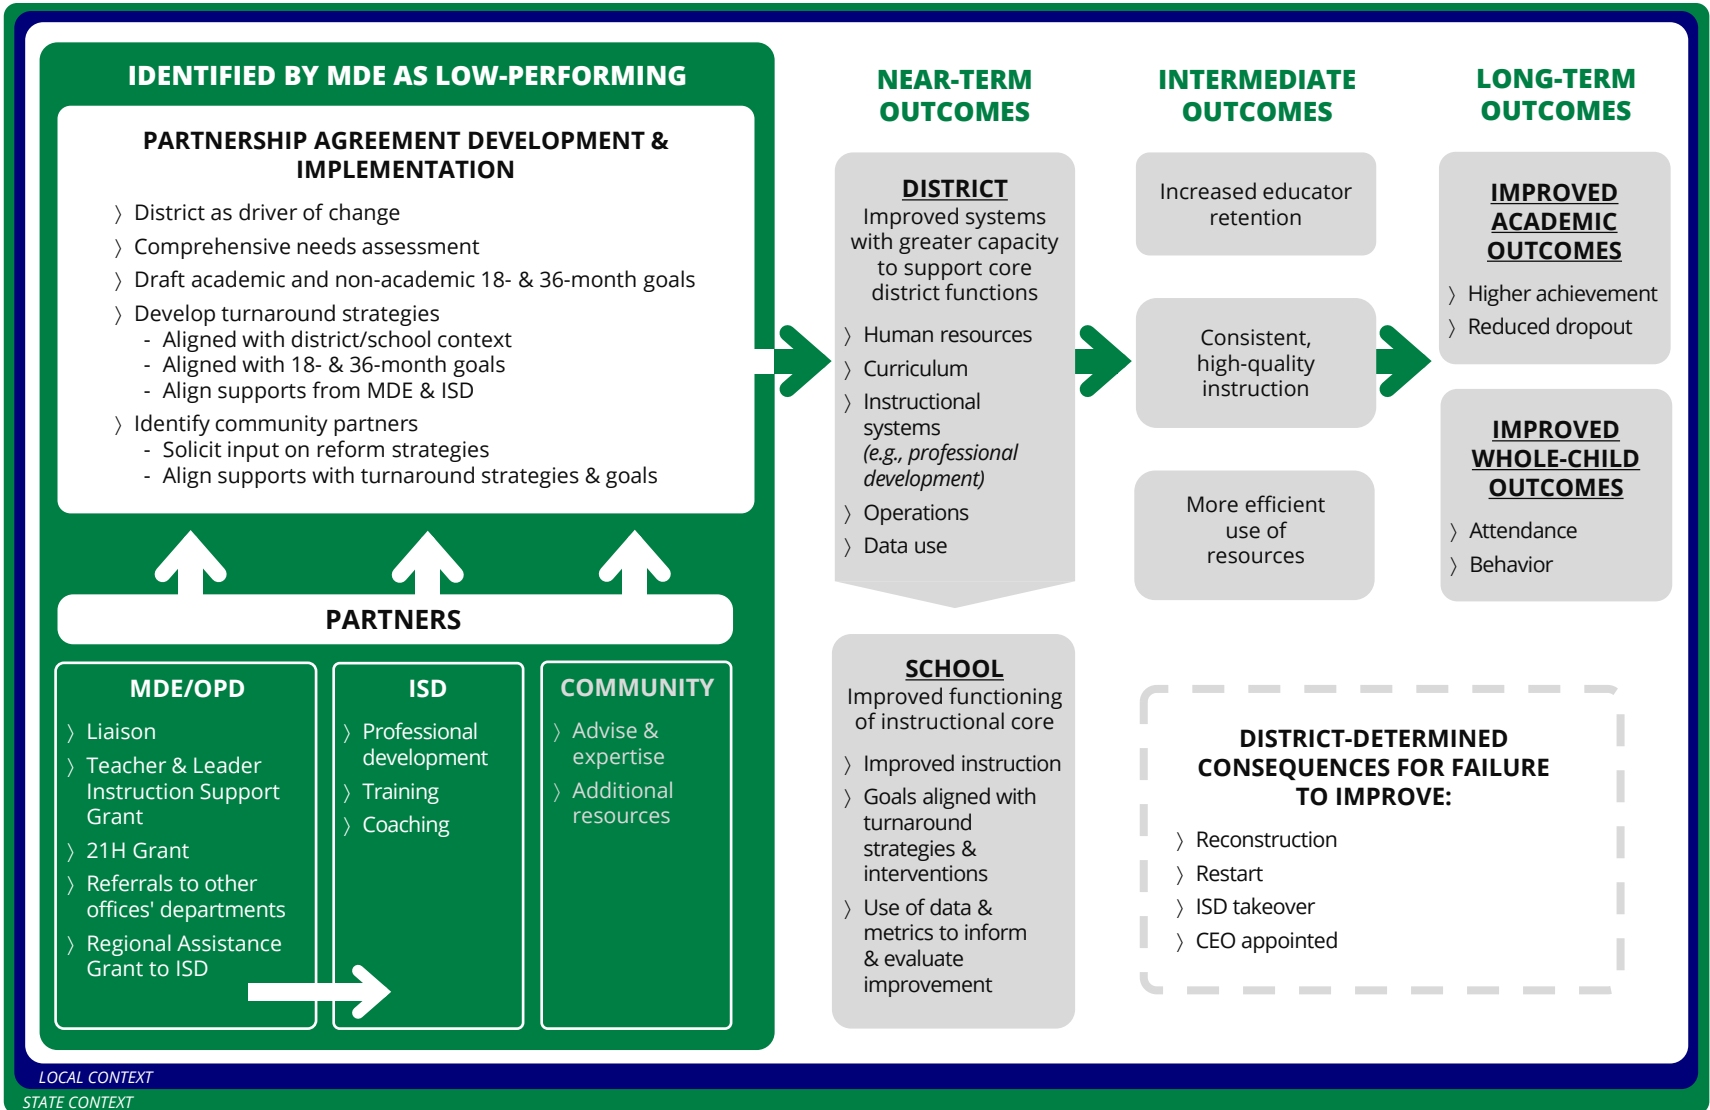 IDENTIFIED BY MDE AS LOW-PERFORMING
PARTNERSHIP AGREEMENT DEVELOPMENT &
IMPLEMENTATION
〉 District as driver of change
〉 Comprehensive needs assessment
〉 Draft academic and non-academic 18- & 36-month goals
〉 Develop turnaround strategies
- Aligned with district/school context
- Aligned with 18- & 36-month goals
- Align supports from MDE & ISD
〉 Identify community partners
- Solicit input on reform strategies
- Align supports with turnaround strategies & goals
PARTNERS
MDE/OPD
〉 Liaison
〉 Teacher & Leader
Instruction Support
Grant
〉 21H Grant
〉 Referrals to other
offices' departments
〉 Regional Assistance
Grant to ISD
ISD
〉 Professional
development
〉 Training
〉 Coaching
COMMUNITY
〉 Advise &
expertise
〉 Additional
resources
NEAR-TERM
OUTCOMES
DISTRICT
Improved systems
with greater capacity
to support core
district functions
〉 Human resources
〉 Curriculum
〉 Instructional
systems
(e.g., professional
development)
〉 Operations
〉 Data use
SCHOOL
Improved functioning
of instructional core
〉 Improved instruction
〉 Goals aligned with
turnaround
strategies &
interventions
〉 Use of data &
metrics to inform
& evaluate
improvement
INTERMEDIATE
OUTCOMES
Increased educator
retention
Consistent,
high-quality
instruction
More efficient
use of
resources
LONG-TERM
OUTCOMES
IMPROVED
ACADEMIC
OUTCOMES
〉 Higher achievement
〉 Reduced dropout
IMPROVED
WHOLE-CHILD
OUTCOMES
〉 Attendance
〉 Behavior
DISTRICT-DETERMINED
CONSEQUENCES FOR FAILURE
TO IMPROVE:
〉 Reconstruction
〉 Restart
〉 ISD takeover
〉 CEO appointed
LOCAL CONTEXT
STATE CONTEXT